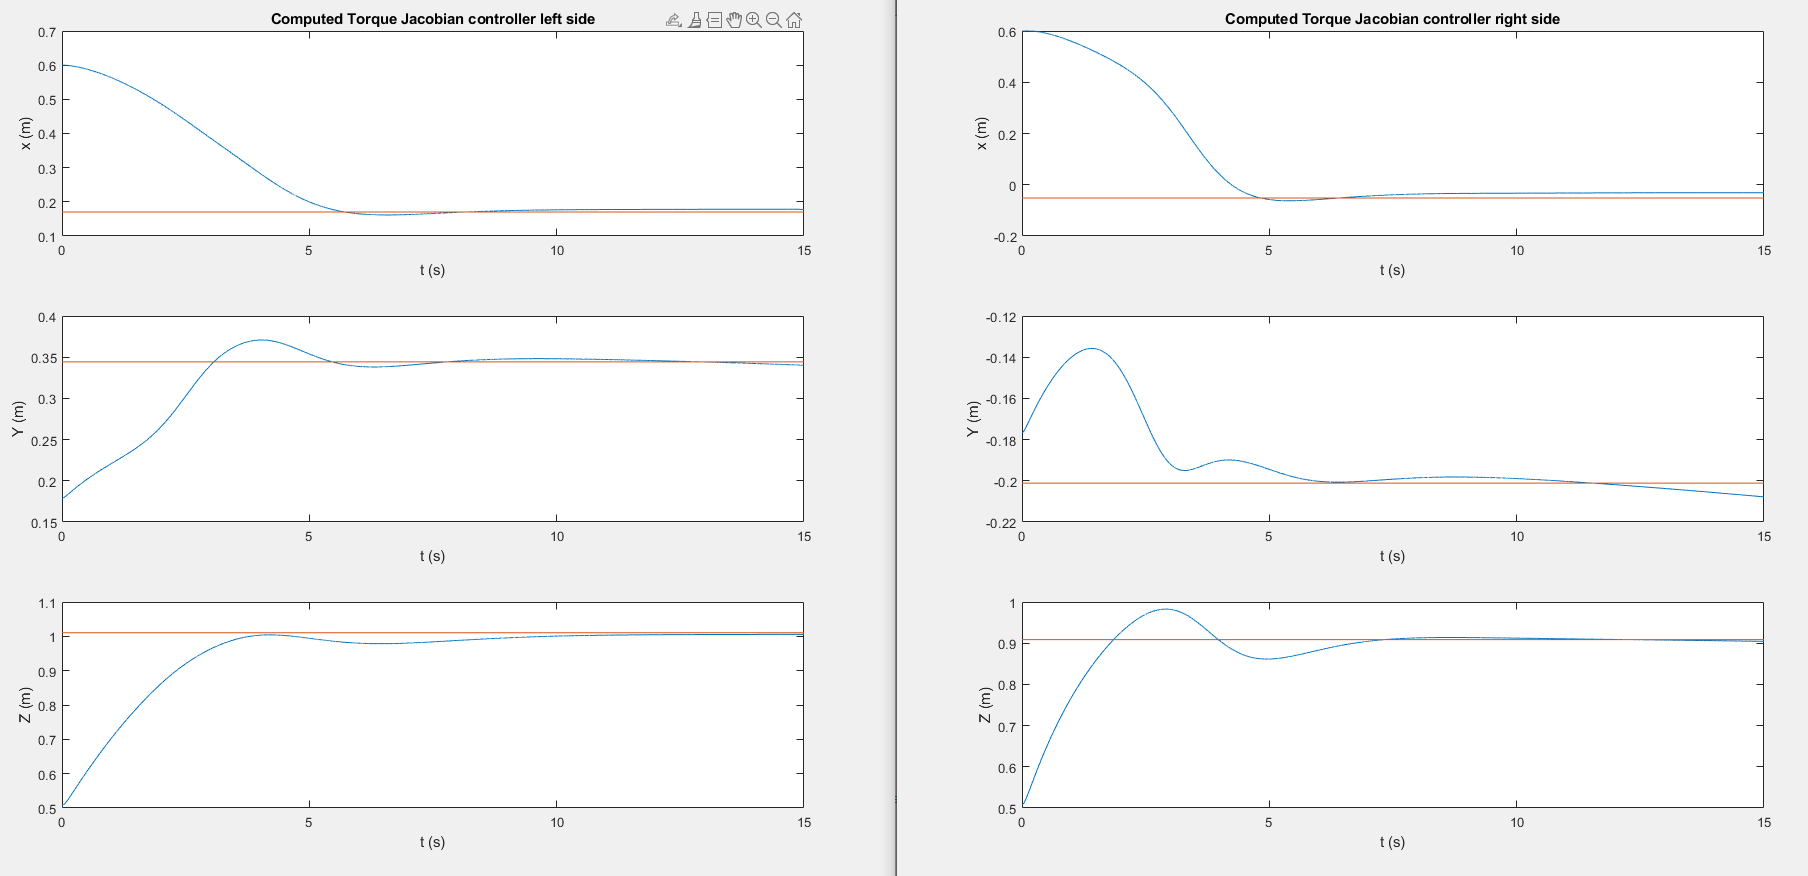 Computed Torque Jacobian controller left side
0.7
0.6
0.5
0.4
0.3
0.2
0.1
x (m)
0 5 10 15
t (s)
0.4
0.35
0.3
0.25
0.2
0.15
Y (m)
0 5 10 15
t (s)
1.1
1
0.9
0.8
0.7
0.6
0.5
Z (m)
0 5 10 15
t (s)
Computed Torque Jacobian controller right side
0.6
0.4
0.2
0
-0.2
x (m)
0 5 10 15
t (s)
-0.12
-0.14
-0.16
-0.18
-0.2
-0.22
Y (m)
0 5 10 15
t (s)
1
0.9
0.8
0.7
0.6
0.5
Z (m)
0 5 10 15
t (s)